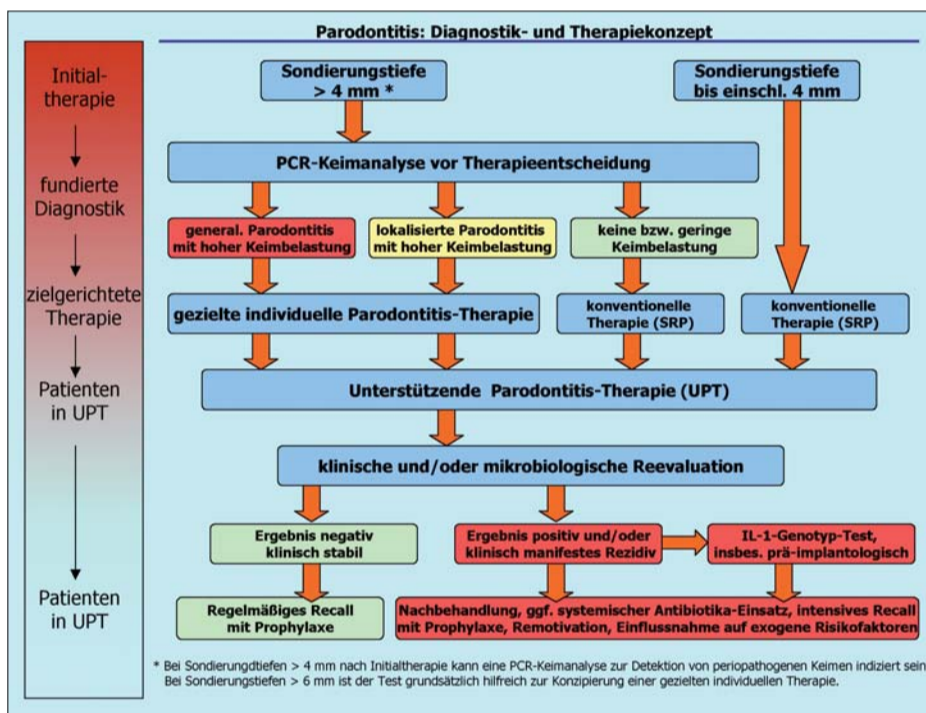 Parodontitis: Diagnostik- und Therapiekonzept
Initial-
therapie
fundierte
Diagnostik
zielgerichtete
Therapie
Patienten
in UPT
Patienten
in UPT
Sondierungstiefe
> 4 mm *
Sondierungstiefe
bis einschl. 4 mm
PCR-Keimanalyse vor Therapieentscheidung
general. Parodontitis
mit hoher Keimbelastung
lokalisierte Parodontitis
mit hoher Keimbelastung
keine bzw. geringe
Keimbelastung
gezielte individuelle Parodontitis-Therapie
konventionelle
Therapie (SRP)
konventionelle
Therapie (SRP)
Unterstützende Parodontitis-Therapie (UPT)
klinische und/oder mikrobiologische Reevaluation
Ergebnis negativ
klinisch stabil
Ergebnis positiv und/oder
klinisch manifestes Rezidiv
IL-1-Genotyp-Test,
insbes. prä-implantologisch
Regelmäßiges Recall
mit Prophylaxe
Nachbehandlung, ggf. systemischer Antibiotika-Einsatz, intensives Recall
mit Prophylaxe, Remotivation, Einflussnahme auf exogene Risikofaktoren
* Bei Sondierungdtiefen > 4 mm nach Initialtherapie kann eine PCR-Keimanalyse zur Detektion von periopathogenen Keimen indiziert sein
Bei Sondierungstiefen > 6 mm ist der Test grundsätzlich hilfreich zur Konzipierung einer gezielten individuellen Therapie.